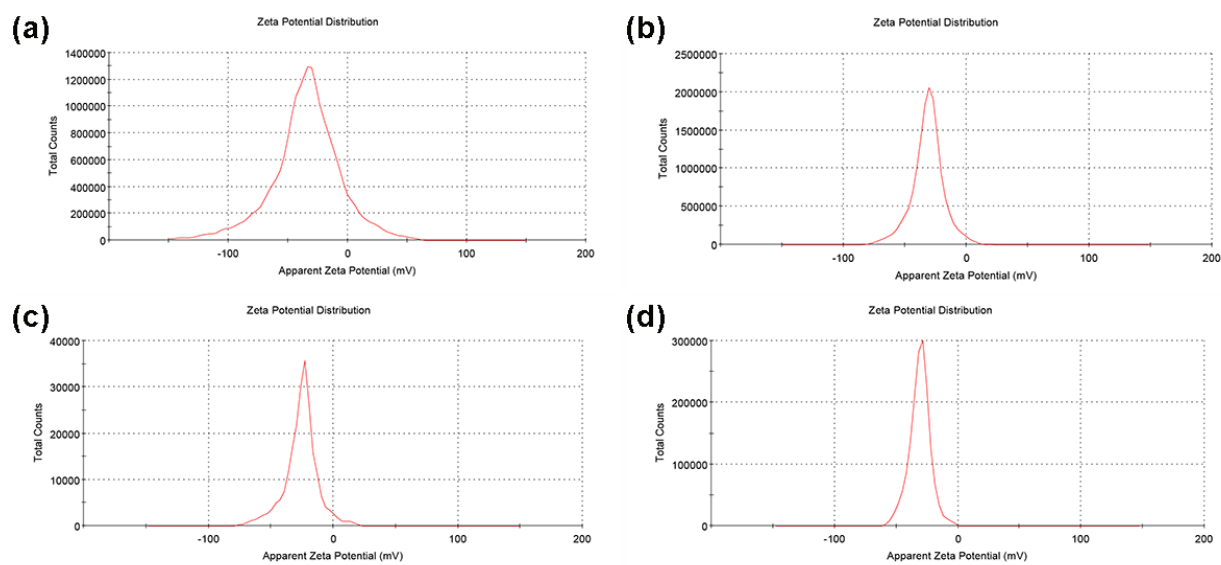 (a)
Zeta Potential Distribution
1400000
1200000
1000000
800000
600000
400000
200000
0
Total Counts
-100 0 100 200
Apparent Zeta Potential (mV)
(b)
Zeta Potential Distribution
2500000
2000000
1500000
1000000
500000
0
Total Counts
-100 0 100 200
Apparent Zeta Potential (mV)
(c)
Zeta Potential Distribution
40000
30000
20000
10000
0
Total Counts
-100 0 100 200
Apparent Zeta Potential (mV)
(d)
Zeta Potential Distribution
300000
200000
100000
0
Total Counts
-100 0 100 200
Apparent Zeta Potential (mV)